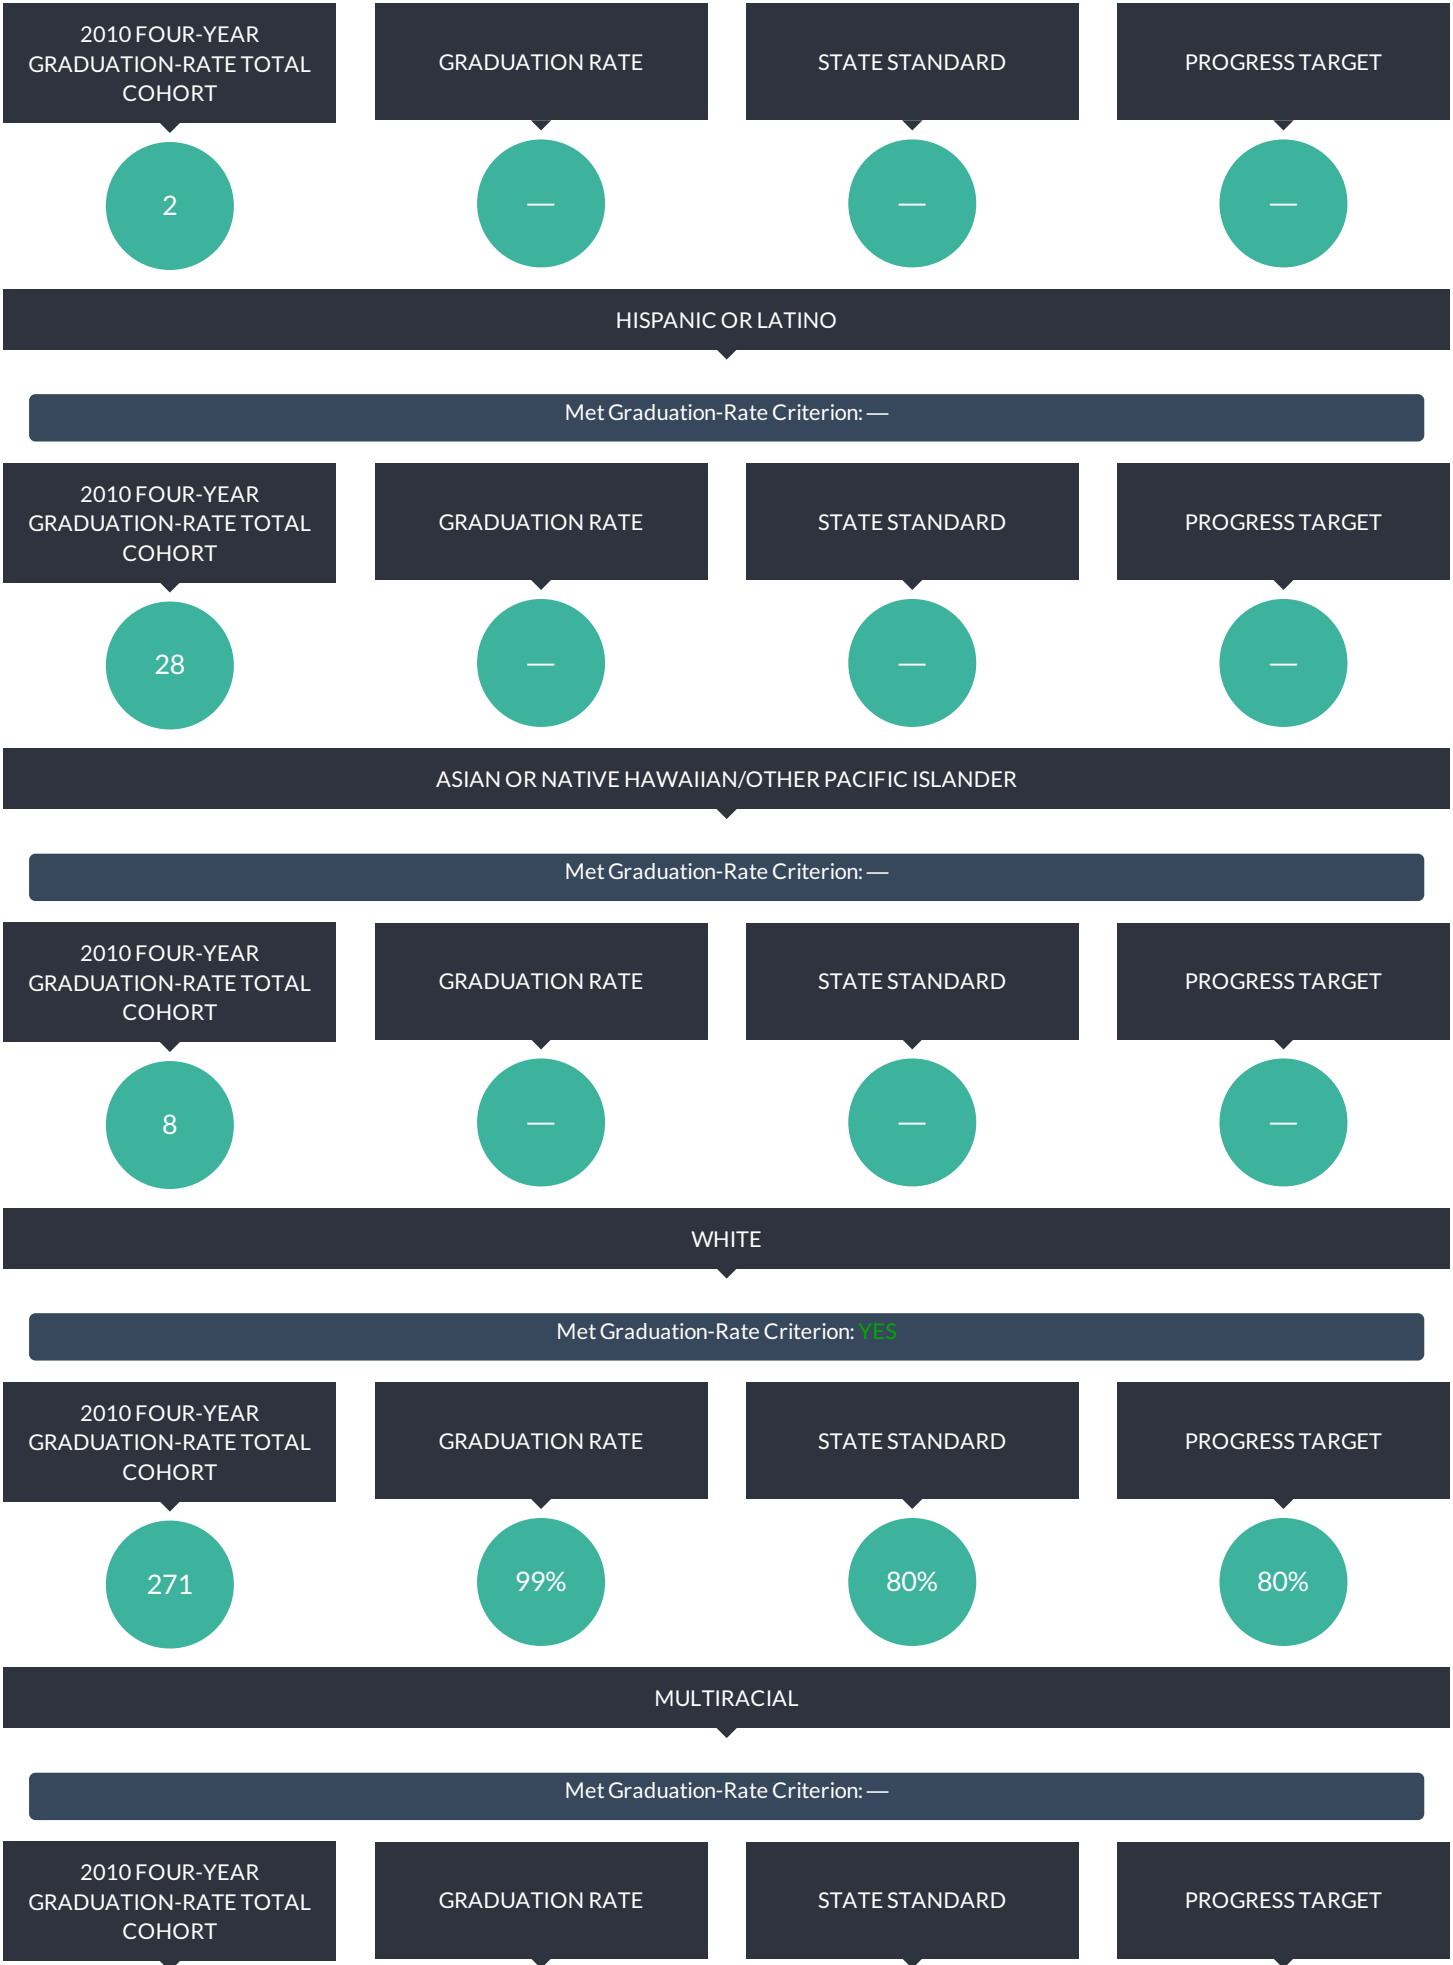 2010 FOUR-YEAR
GRADUATION-RATE TOTAL
COHORT
GRADUATION RATE
STATE STANDARD
PROGRESS TARGET
2
—
—
—
HISPANIC OR LATINO
Met Graduation-Rate Criterion: —
2010 FOUR-YEAR
GRADUATION-RATE TOTAL
COHORT
GRADUATION RATE
STATE STANDARD
PROGRESS TARGET
28
—
—
—
ASIAN OR NATIVE HAWAIIAN/OTHER PACIFIC ISLANDER
Met Graduation-Rate Criterion: —
2010 FOUR-YEAR
GRADUATION-RATE TOTAL
COHORT
GRADUATION RATE
STATE STANDARD
PROGRESS TARGET
8
—
—
—
WHITE
Met Graduation-Rate Criterion: YES
2010 FOUR-YEAR
GRADUATION-RATE TOTAL
COHORT
GRADUATION RATE
STATE STANDARD
PROGRESS TARGET
271
99%
80%
80%
MULTIRACIAL
Met Graduation-Rate Criterion: —
2010 FOUR-YEAR
GRADUATION-RATE TOTAL
COHORT
GRADUATION RATE
STATE STANDARD
PROGRESS TARGET